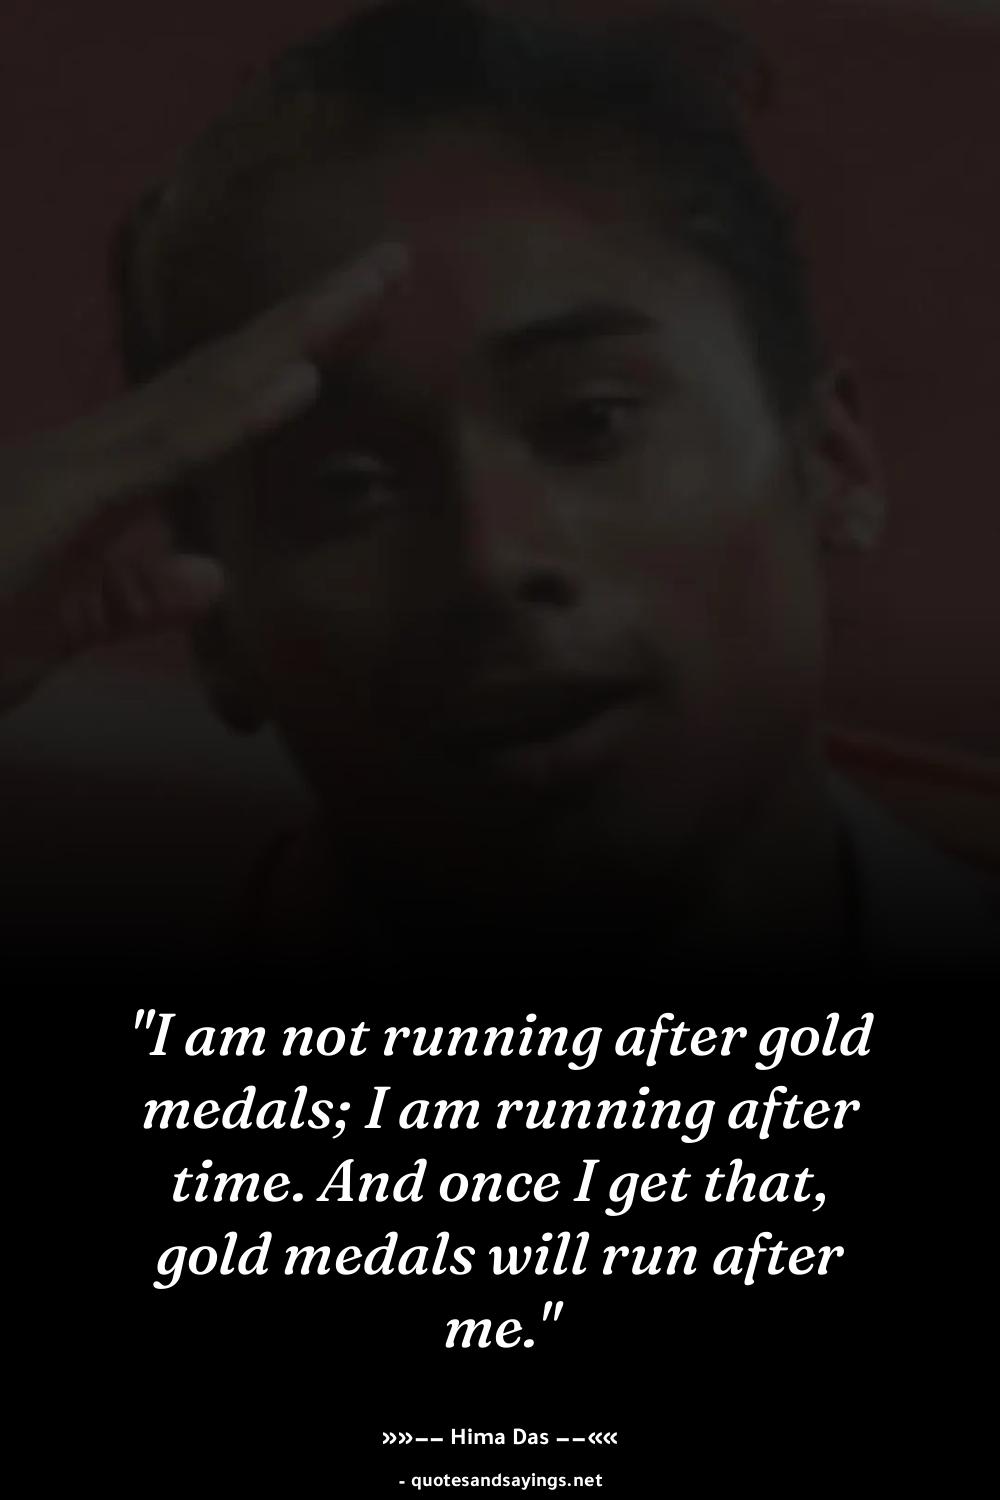 "I am not running after gold
medals; I am running after
time. And once I get that,
gold medals will run after
me."
»»−− Hima Das −−««
- quotesandsayings.net